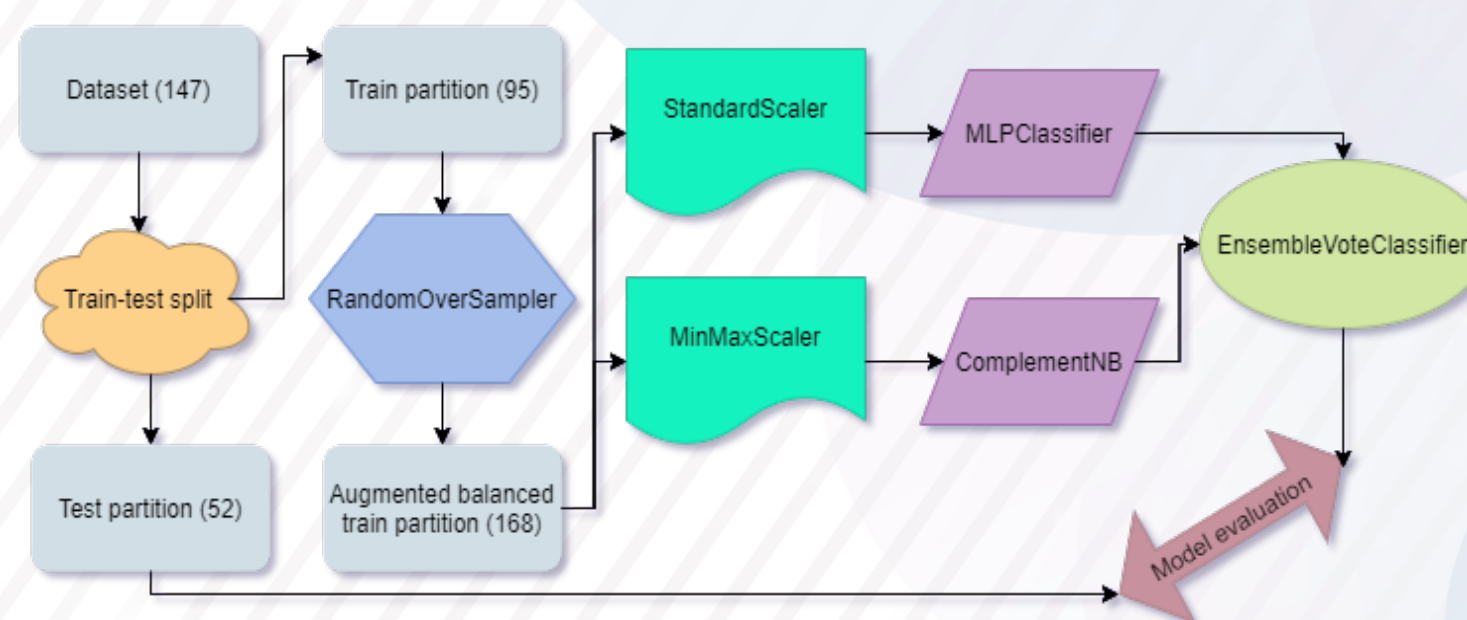 Dataset (147)
Train partition (95)
StandardScaler
MLPClassifier
EnsembleVoteClassifier
Train-test split
RandomOverSampler
MinMaxScaler
ComplementNB
Test partition (52)
Augmented balanced
train partition (168)
Model evaluation